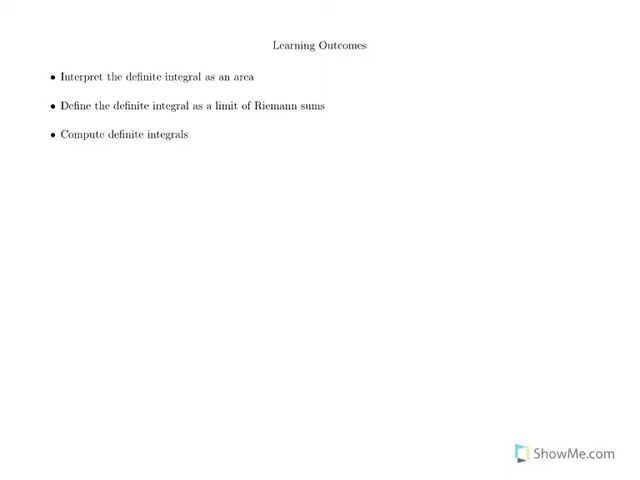 Learning Outcomes
• Interpret the definite integral as an area
• Define the definite integral as a limit of Riemann sums
• Compute definite integrals
ShowMe.com